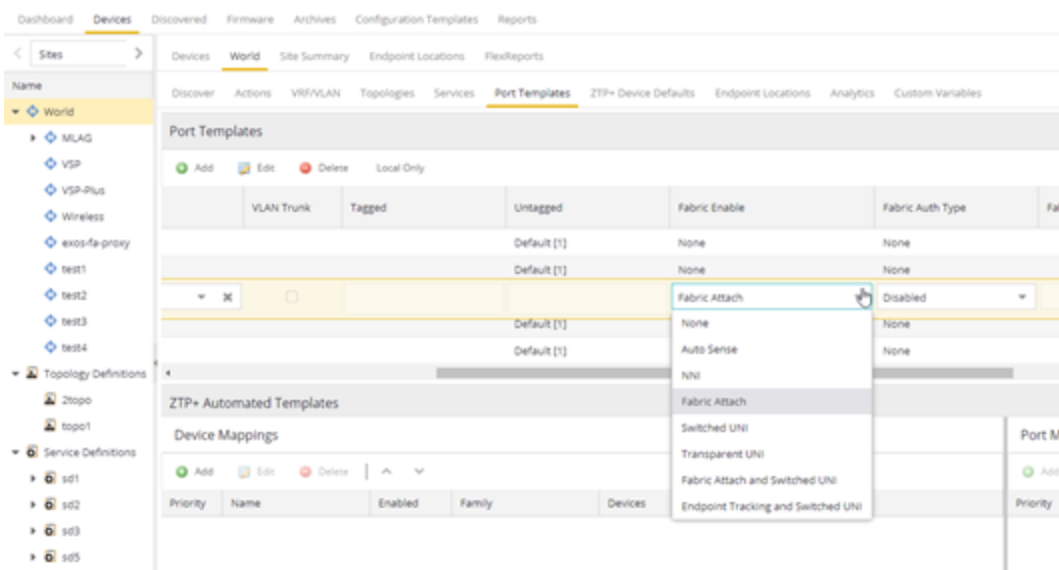 Dashboard Devices Discovered Firmware Archives Configuration Templates Reports
Sites
Devices World Site Summary Endpoint Locations FlexReports
Name
Discover Actions VRF/VLAN Topologies Services Port Templates ZTP+ Device Defaults Endpoint Locations Analytics Custom Variables
World
MLAG
VSP
VSP-Plus
Wireless
exos-fa-proxy
test1
test2
test3
test4
Topology Definitions
2topo
topo1
Service Definitions
sd1
sd2
sd3
sd5
Port Templates
Add Edit Delete Local Only
VLAN Trunk Tagged Untagged Fabric Enable Fabric Auth Type Fa
Default [1] None None
Default [1] None None
Fabric Attach Disabled
Default [1] None
Default [1] None
None
Auto Sense
NNI
Fabric Attach
Switched UNI
Transparent UNI
Fabric Attach and Switched UNI
Endpoint Tracking and Switched UNI
ZTP+ Automated Templates
Device Mappings
Add Edit Delete
Priority Name Enabled Family Devices
Port M
Add
Priority